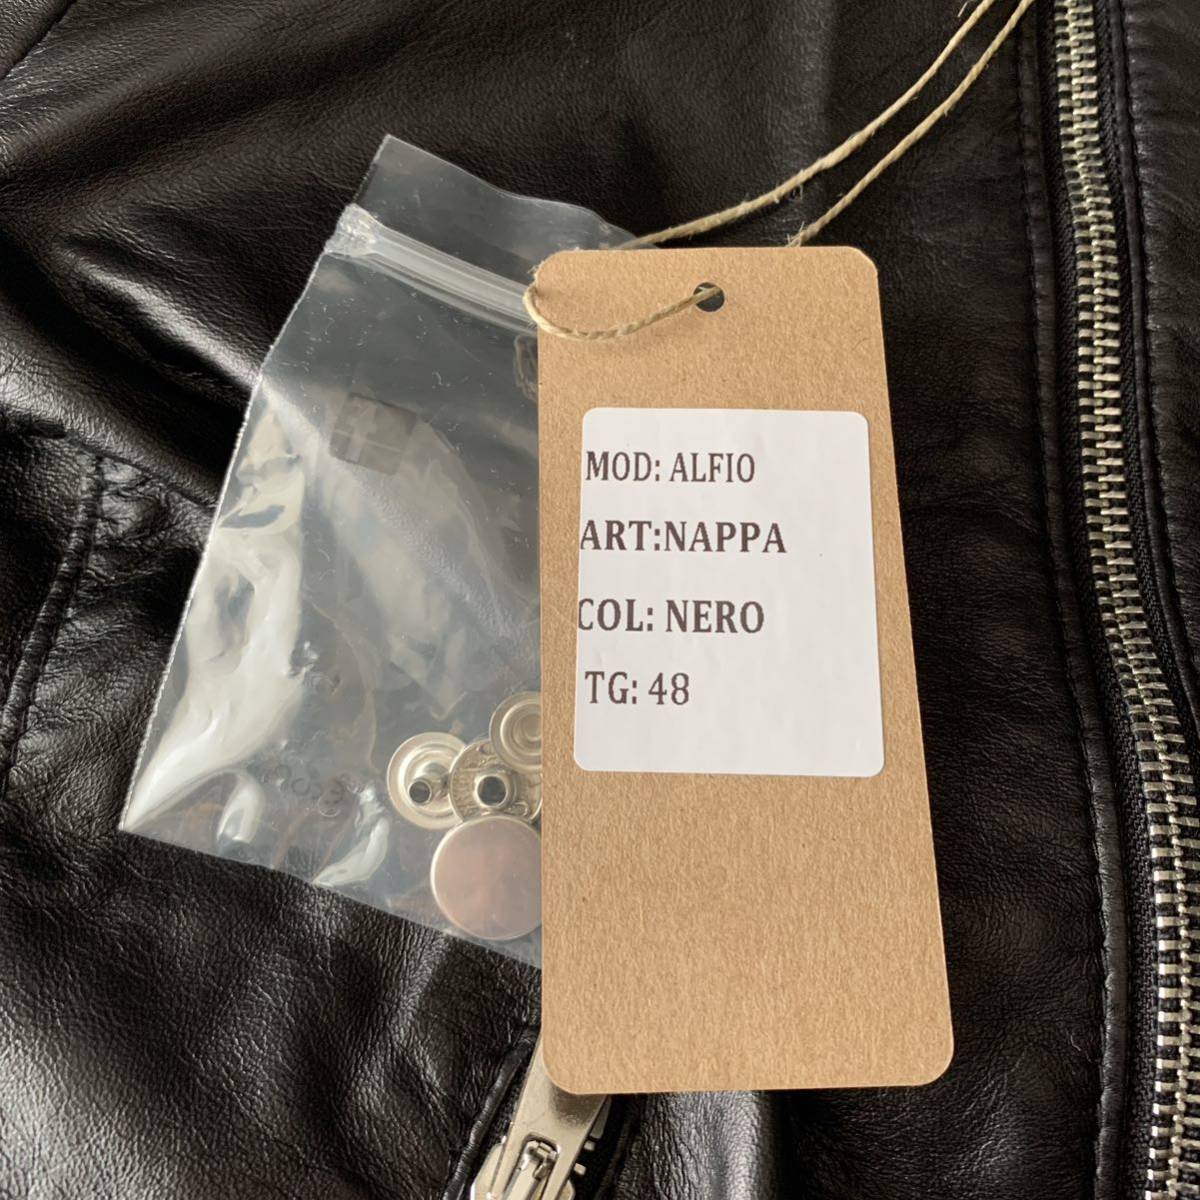 MOD: ALFIO
ART:NAPPA
COL: NERO
TG: 48